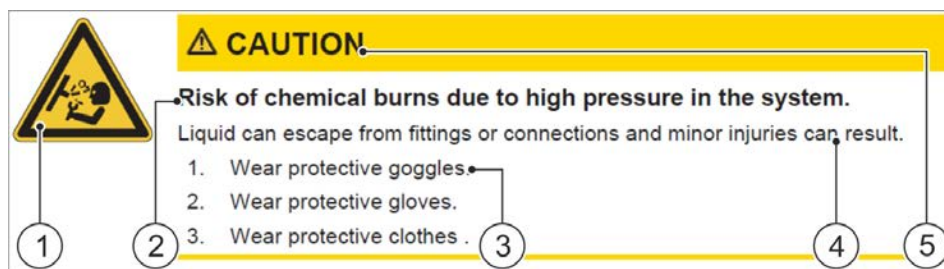 ⚠ CAUTION
Risk of chemical burns due to high pressure in the system.
Liquid can escape from fittings or connections and minor injuries can result.
1. Wear protective goggles.
2. Wear protective gloves.
3. Wear protective clothes .
1 2 3 4 5